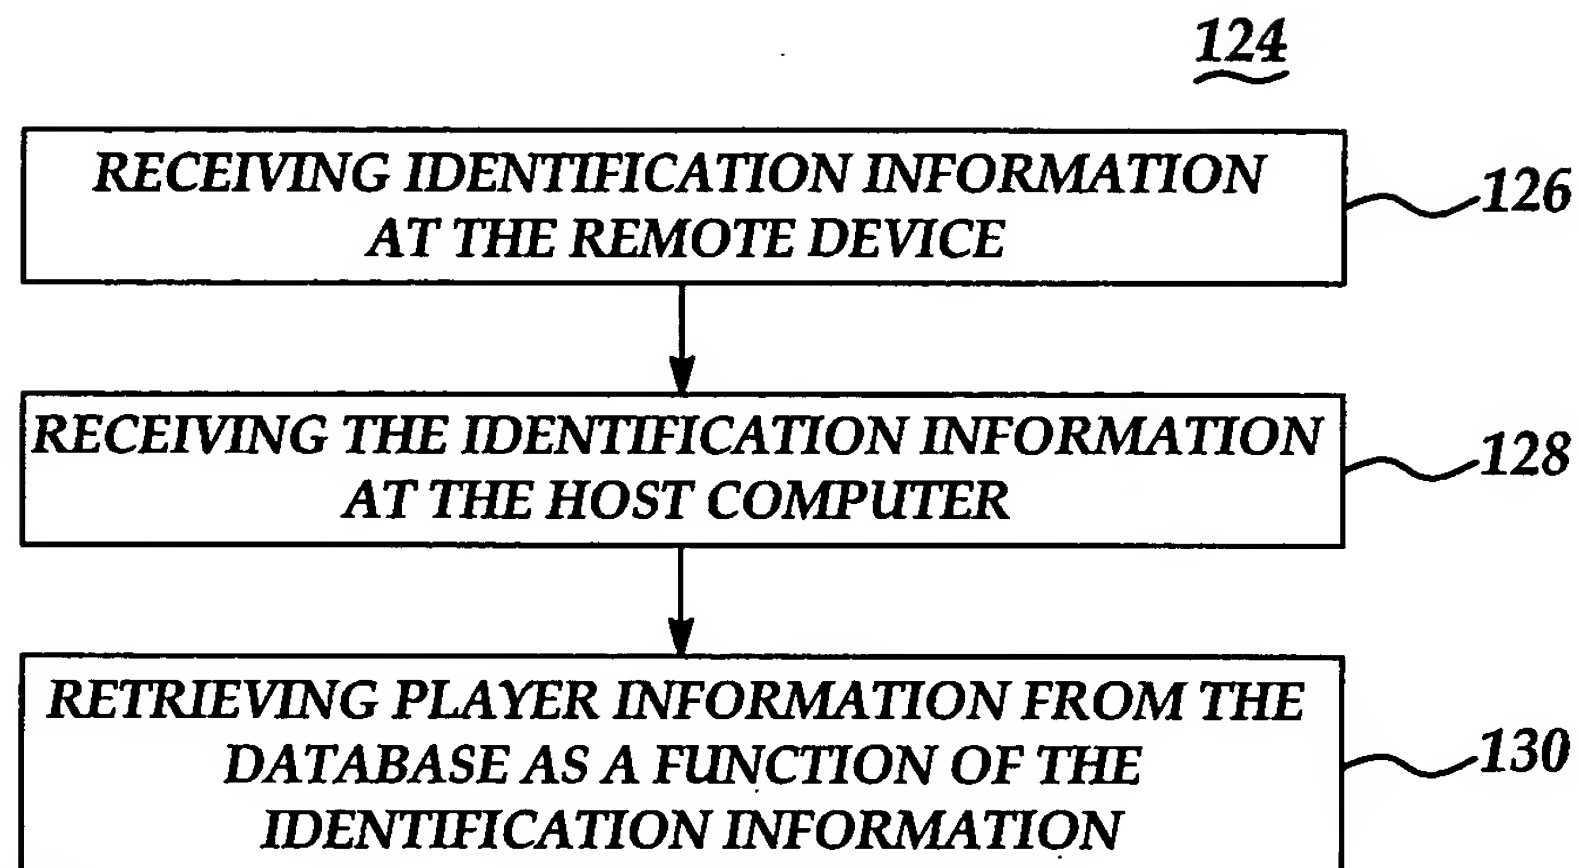 124
RECEIVING IDENTIFICATION INFORMATION
AT THE REMOTE DEVICE
126
RECEIVING THE IDENTIFICATION INFORMATION
AT THE HOST COMPUTER
128
RETRIEVING PLAYER INFORMATION FROM THE
DATABASE AS A FUNCTION OF THE
IDENTIFICATION INFORMATION
130